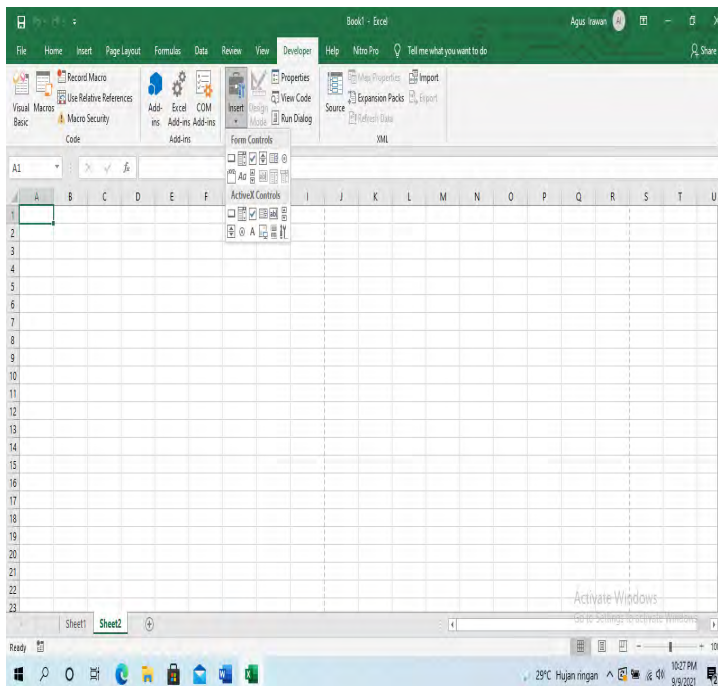 Book1 - Excel
Agus Irawan
AI
File Home Insert Page Layout Formulas Data Review View Developer Help Nitro Pro Tell me what you want to do Share
Visual Basic
Macros
Record Macro
Use Relative References
Macro Security
Code
Add-ins
Excel Add-ins
COM Add-ins
Add-ins
Insert
Design Mode
Properties
View Code
Run Dialog
Source
Map Properties
Expansion Packs
Refresh Data
Import
Export
XML
Form Controls
Aa
ActiveX Controls
A
A1
fx
A B C D E F I J K L M N O P Q R S T U
1
2
3
4
5
6
7
8
9
10
11
12
13
14
15
16
17
18
19
20
21
22
23
Activate Windows
Go to Settings to activate Windows.
Sheet1 Sheet2
Ready
29°C Hujan ringan
10:27 PM
9/9/2021